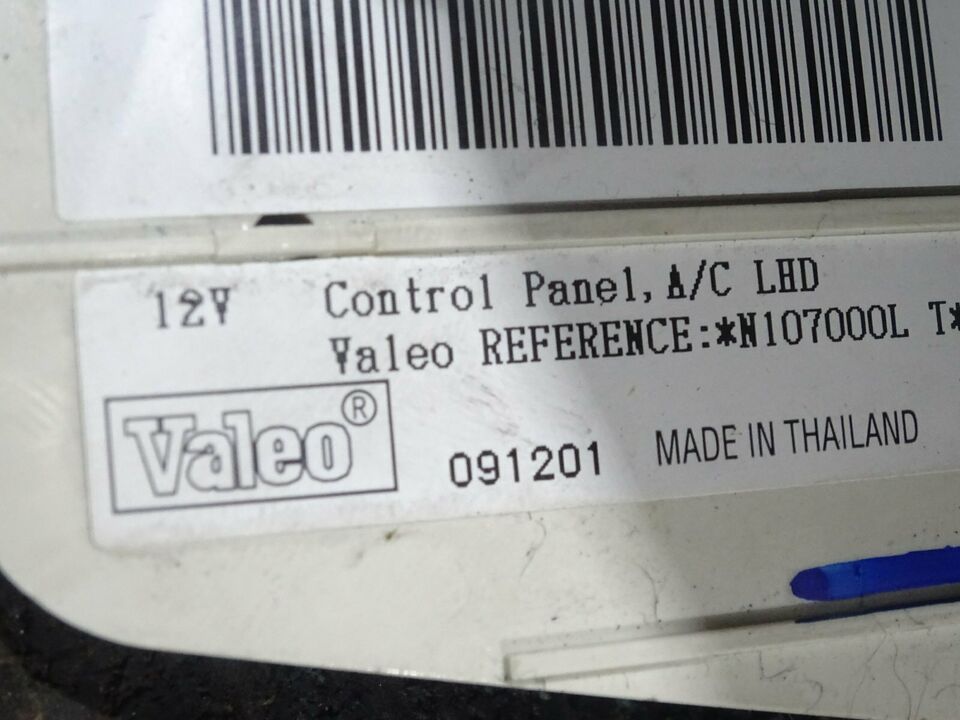 12V Control Panel, A/C LHD
Valeo REFERENCE:*N107000L T*
Valeo®
091201 MADE IN THAILAND